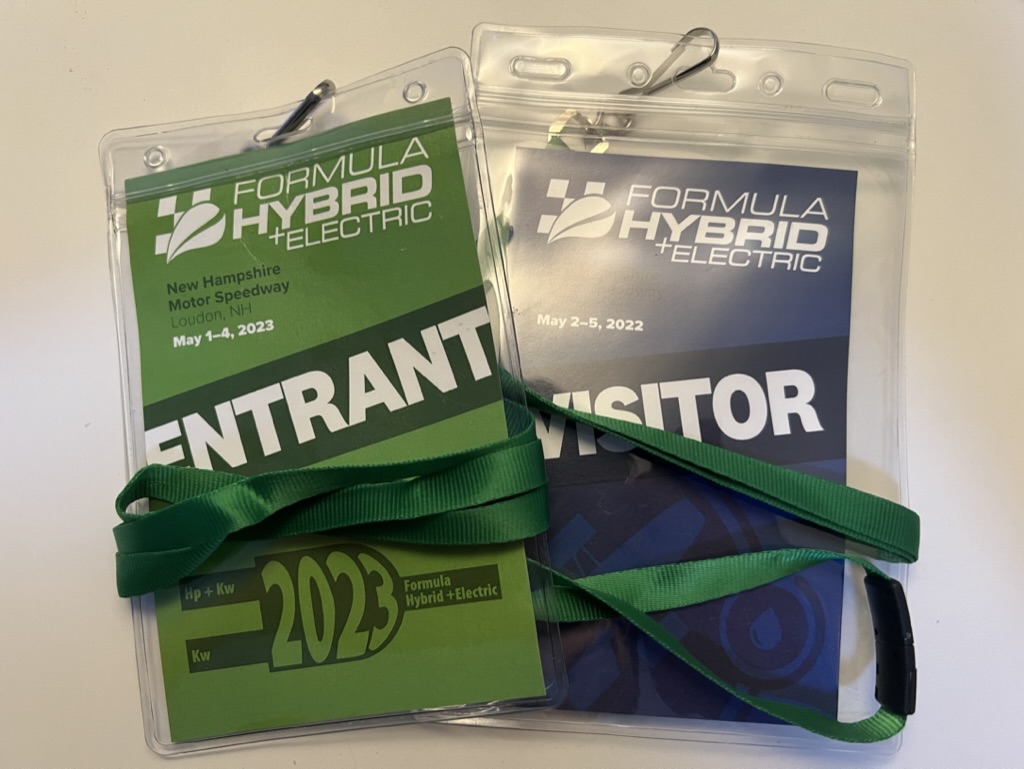 FORMULA
HYBRID
+ELECTRIC
New Hampshire
Motor Speedway
Loudon, NH
May 1–4, 2023
ENTRANT
Hp + Kw
2023
Formula
Hybrid +Electric
Kw
FORMULA
HYBRID
+ELECTRIC
May 2–5, 2022
VISITOR